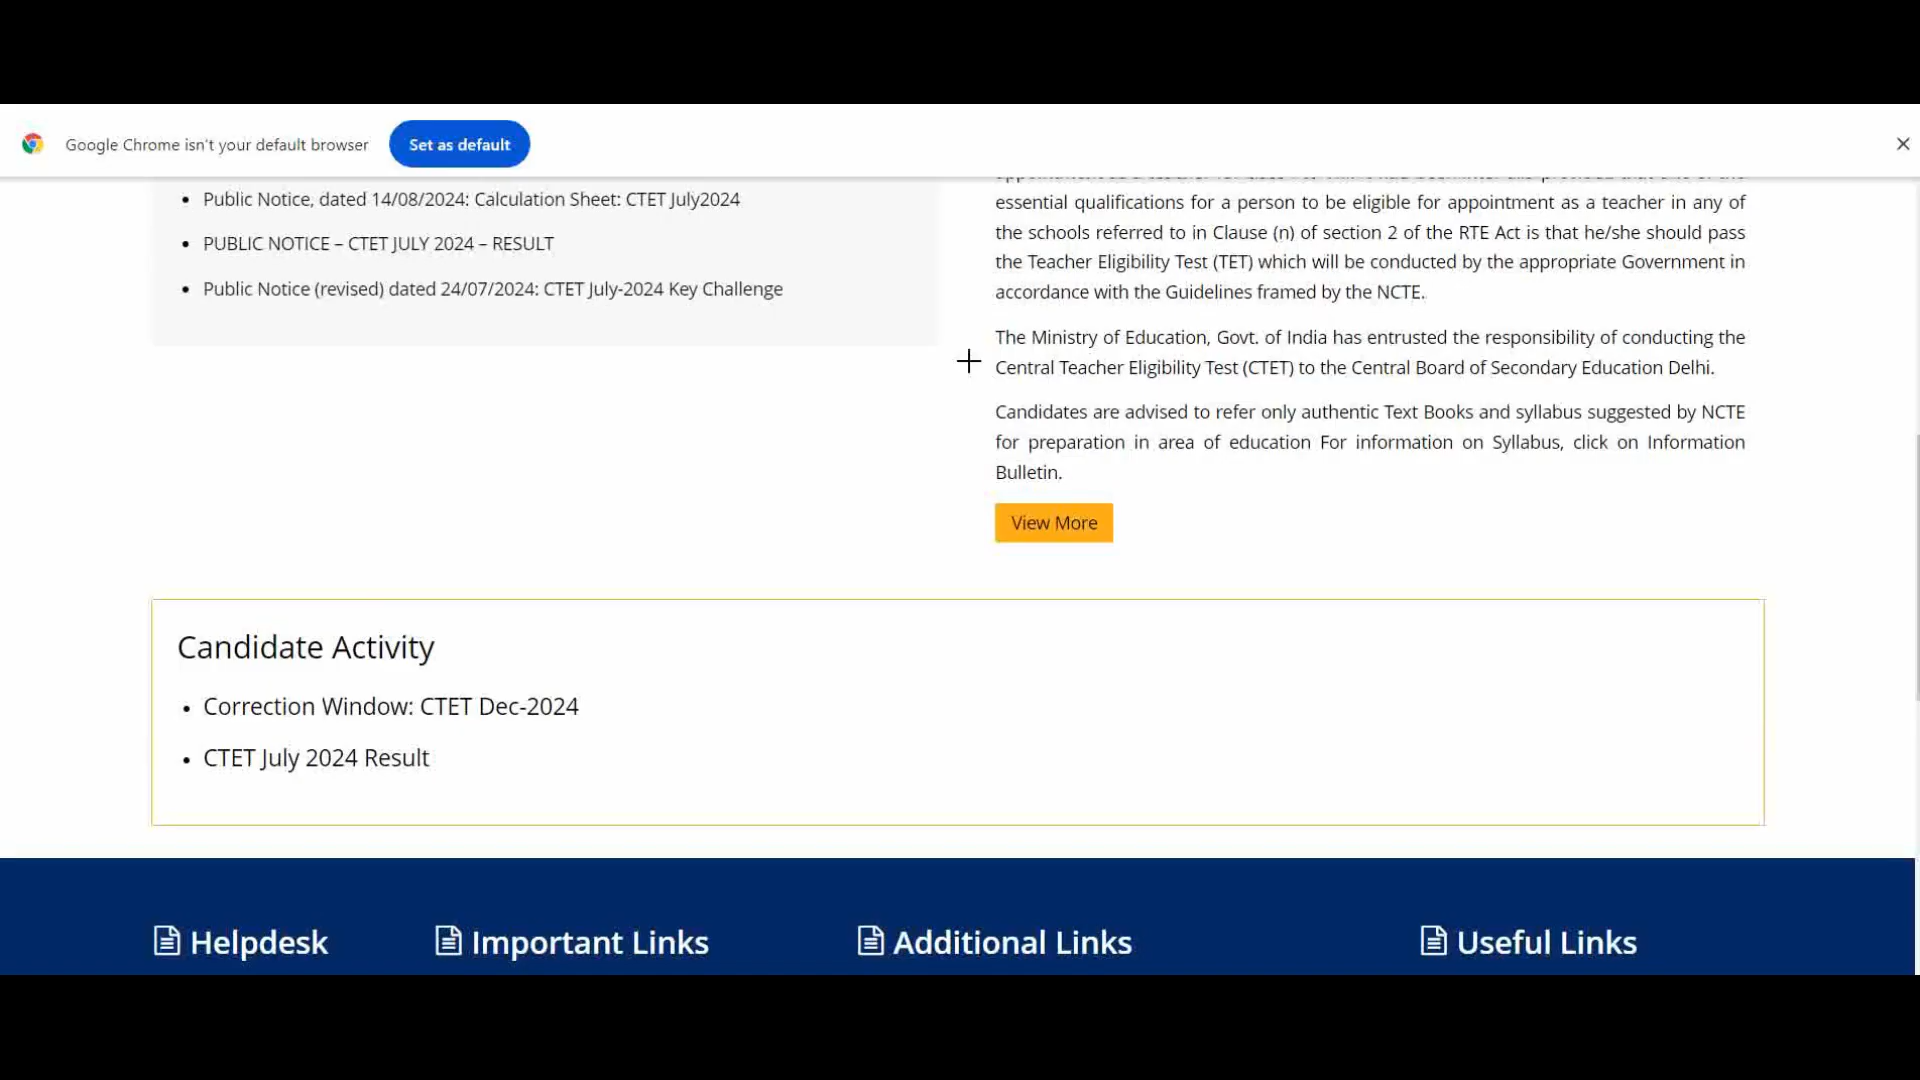 Google Chrome isn't your default browser
Set as default
Public Notice, dated 14/08/2024: Calculation Sheet: CTET July2024
PUBLIC NOTICE – CTET JULY 2024 – RESULT
Public Notice (revised) dated 24/07/2024: CTET July-2024 Key Challenge
essential qualifications for a person to be eligible for appointment as a teacher in any of
the schools referred to in Clause (n) of section 2 of the RTE Act is that he/she should pass
the Teacher Eligibility Test (TET) which will be conducted by the appropriate Government in
accordance with the Guidelines framed by the NCTE.
The Ministry of Education, Govt. of India has entrusted the responsibility of conducting the
Central Teacher Eligibility Test (CTET) to the Central Board of Secondary Education Delhi.
Candidates are advised to refer only authentic Text Books and syllabus suggested by NCTE
for preparation in area of education For information on Syllabus, click on Information
Bulletin.
View More
Candidate Activity
Correction Window: CTET Dec-2024
CTET July 2024 Result
Helpdesk
Important Links
Additional Links
Useful Links